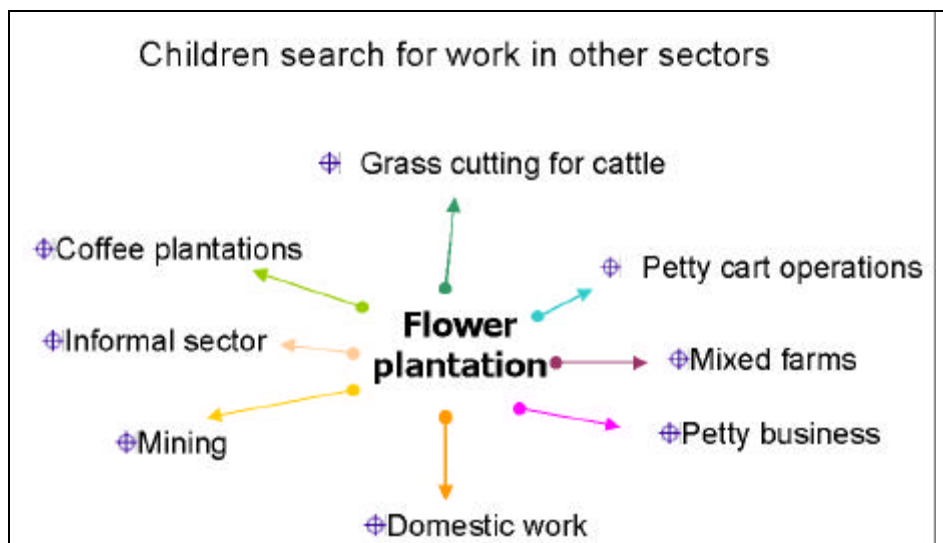 Children search for work in other sectors
Grass cutting for cattle
Coffee plantations
Petty cart operations
Flower
plantation
Informal sector
Mixed farms
Mining
Petty business
Domestic work